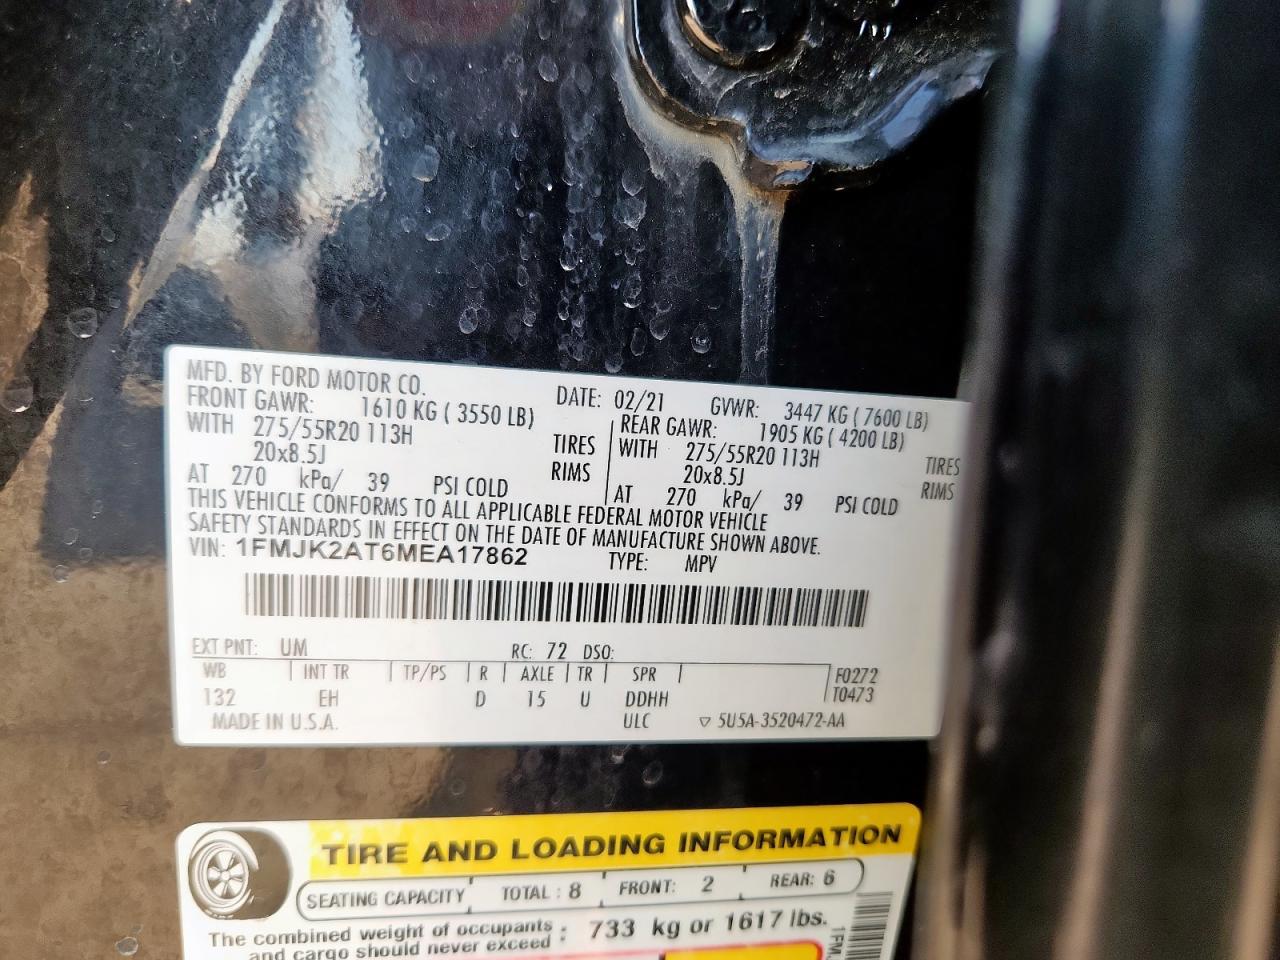 MFD. BY FORD MOTOR CO.
DATE: 02/21 GVWR: 3447 KG ( 7600 LB)
FRONT GAWR: 1610 KG ( 3550 LB) REAR GAWR: 1905 KG ( 4200 LB)
WITH 275/55R20 113H TIRES WITH 275/55R20 113H TIRES
20x8.5J RIMS 20x8.5J RIMS
AT 270 kPa/ 39 PSI COLD AT 270 kPa/ 39 PSI COLD
THIS VEHICLE CONFORMS TO ALL APPLICABLE FEDERAL MOTOR VEHICLE
SAFETY STANDARDS IN EFFECT ON THE DATE OF MANUFACTURE SHOWN ABOVE.
VIN: 1FMJK2AT6MEA17862 TYPE: MPV
EXT PNT: UM RC: 72 DSO:
WB INT TR TP/PS R AXLE TR SPR F0272
132 EH D 15 U DDHH T0473
MADE IN U.S.A. ULC ▽ 5U5A-3520472-AA
TIRE AND LOADING INFORMATION
SEATING CAPACITY TOTAL : 8 FRONT: 2 REAR: 6
The combined weight of occupants : 733 kg or 1617 lbs.
and cargo should never exceed
1FM